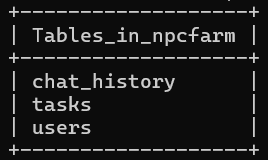 +-------------------+
| Tables_in_npcfarm |
+-------------------+
| chat_history      |
| tasks             |
| users             |
+-------------------+